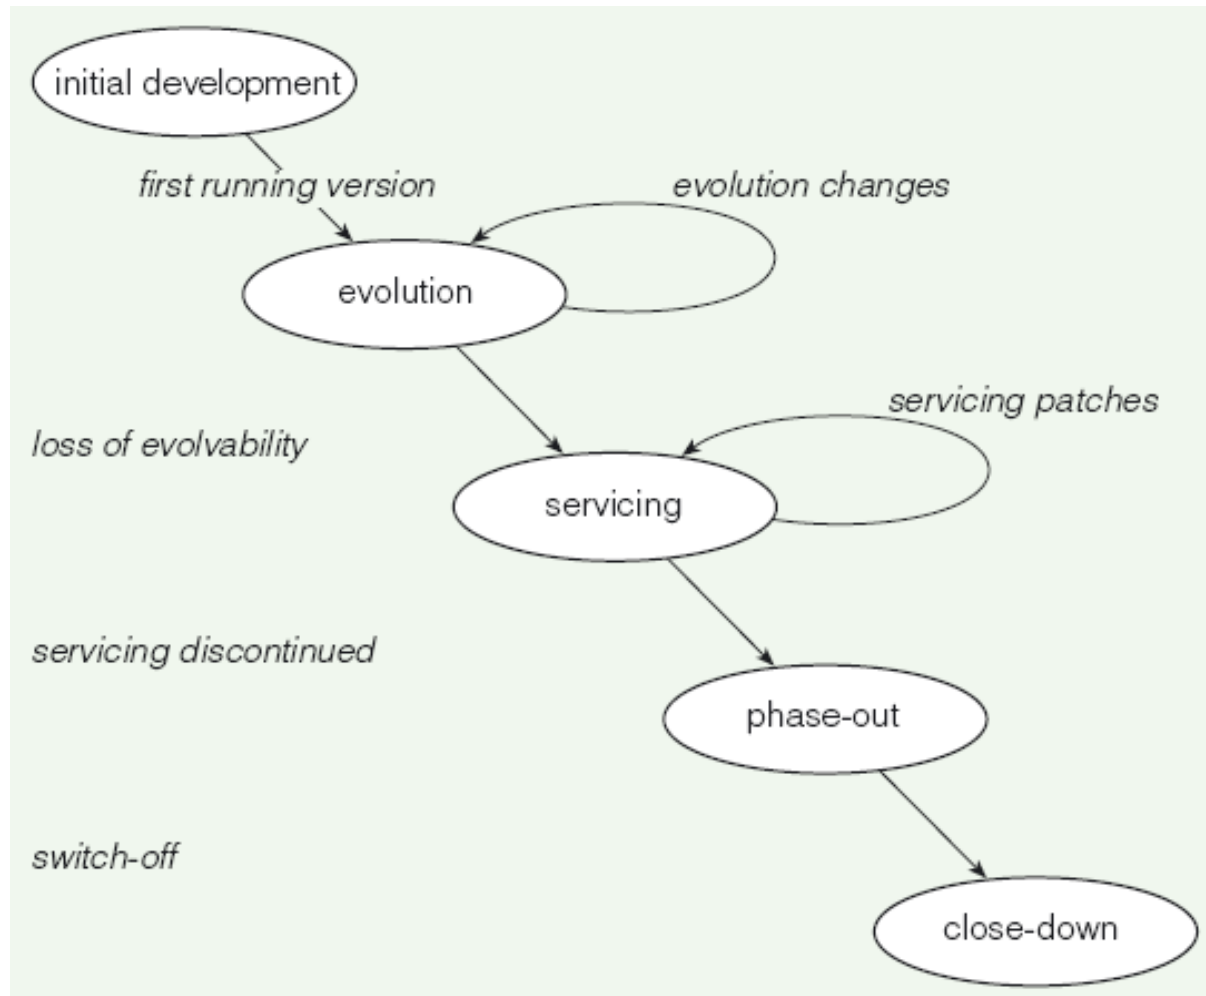 initial development
first running version
evolution changes
evolution
servicing patches
loss of evolvability
servicing
servicing discontinued
phase-out
switch-off
close-down